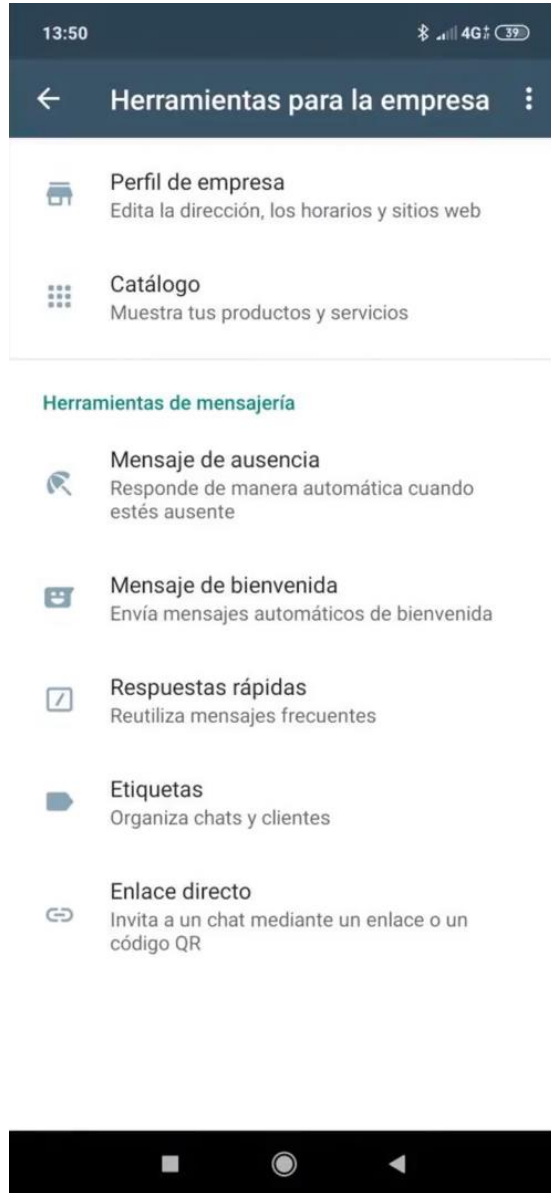 13:50
4G+ 39
Herramientas para la empresa
Perfil de empresa
Edita la dirección, los horarios y sitios web
Catálogo
Muestra tus productos y servicios
Herramientas de mensajería
Mensaje de ausencia
Responde de manera automática cuando
estés ausente
Mensaje de bienvenida
Envía mensajes automáticos de bienvenida
Respuestas rápidas
Reutiliza mensajes frecuentes
Etiquetas
Organiza chats y clientes
Enlace directo
Invita a un chat mediante un enlace o un
código QR